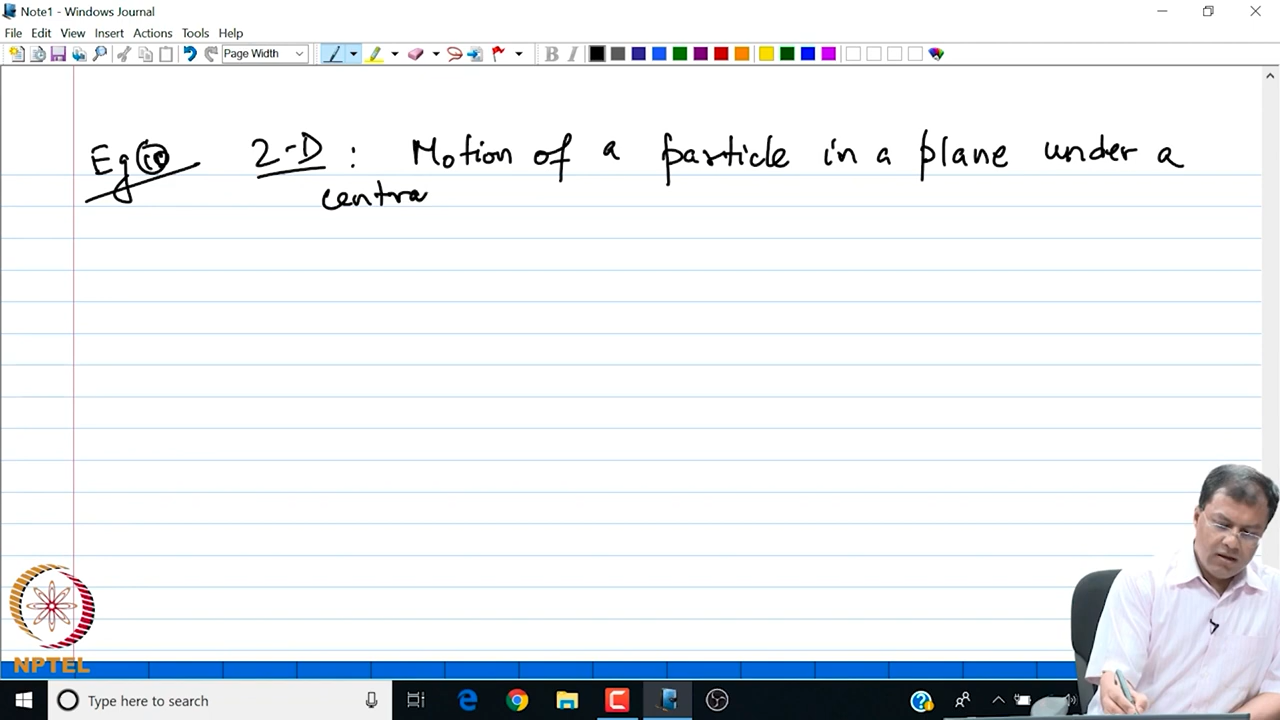 Note1 - Windows Journal
File Edit View Insert Actions Tools Help
Page Width
B I
2-D : Motion of a particle in a plane under a
centra
NPTEL
Type here to search